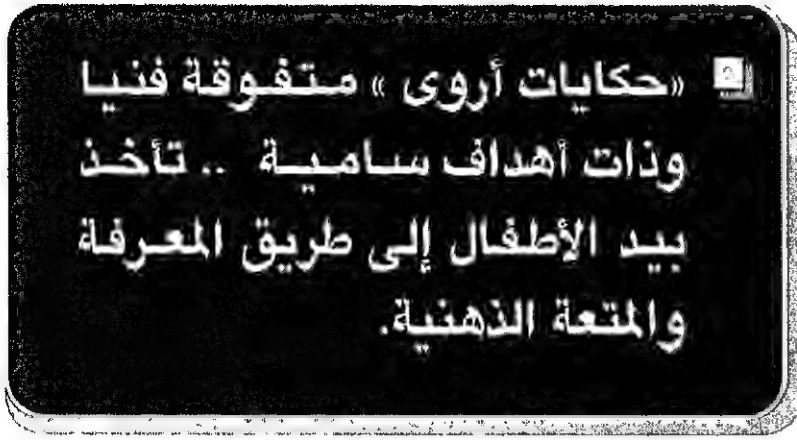 «حكايات أروى» متفوقة فنيا
وذات أهداف سامية .. تأخذ
بيد الأطفال إلى طريق المعرفة
والمتعة الذهنية.